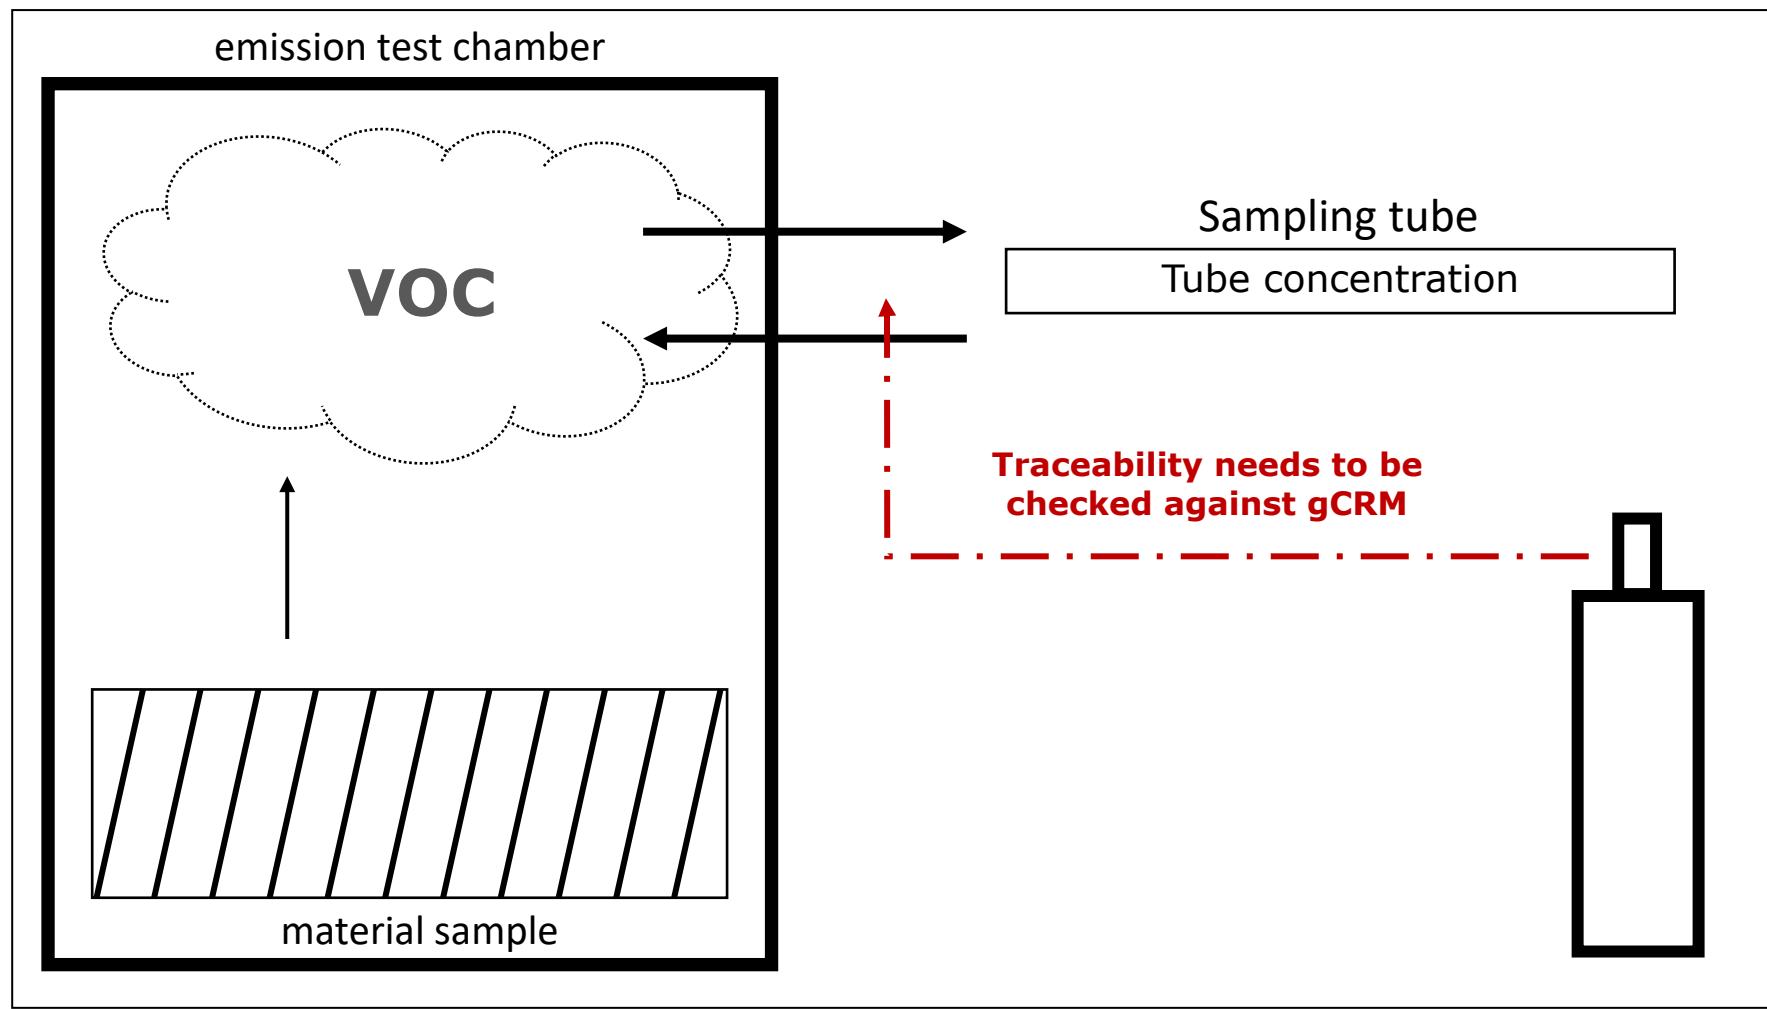 emission test chamber
VOC
Sampling tube
Tube concentration
Traceability needs to be
checked against gCRM
material sample